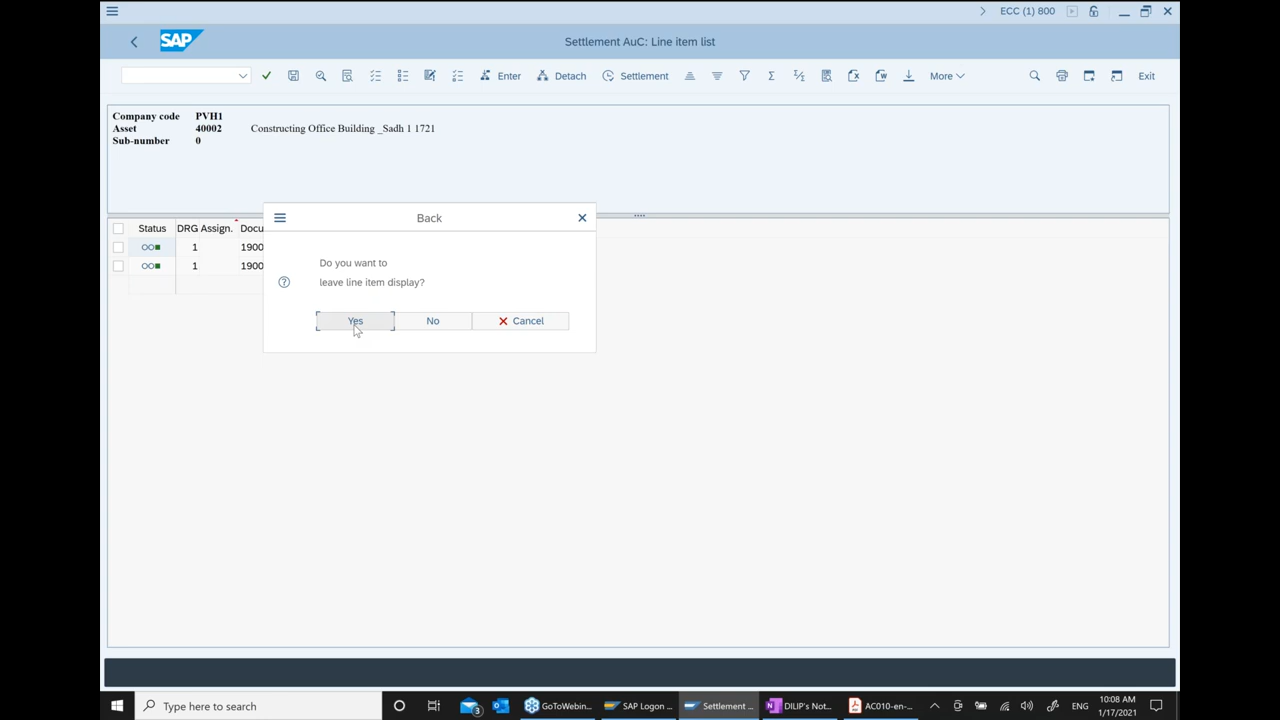 ECC (1) 800
SAP
Settlement AuC: Line item list
Enter Detach Settlement More Exit
Company code PVH1
Asset 40002 Constructing Office Building _Sadh 1 1721
Sub-number 0
Back
Status DRG Assign. Docu
1 1900
1 1900
Do you want to
leave line item display?
Yes No Cancel
Type here to search
3
GoToWebin...
SAP Logon ...
Settlement ...
DILIP's Not...
AC010-en-...
ENG
10:08 AM
1/17/2021